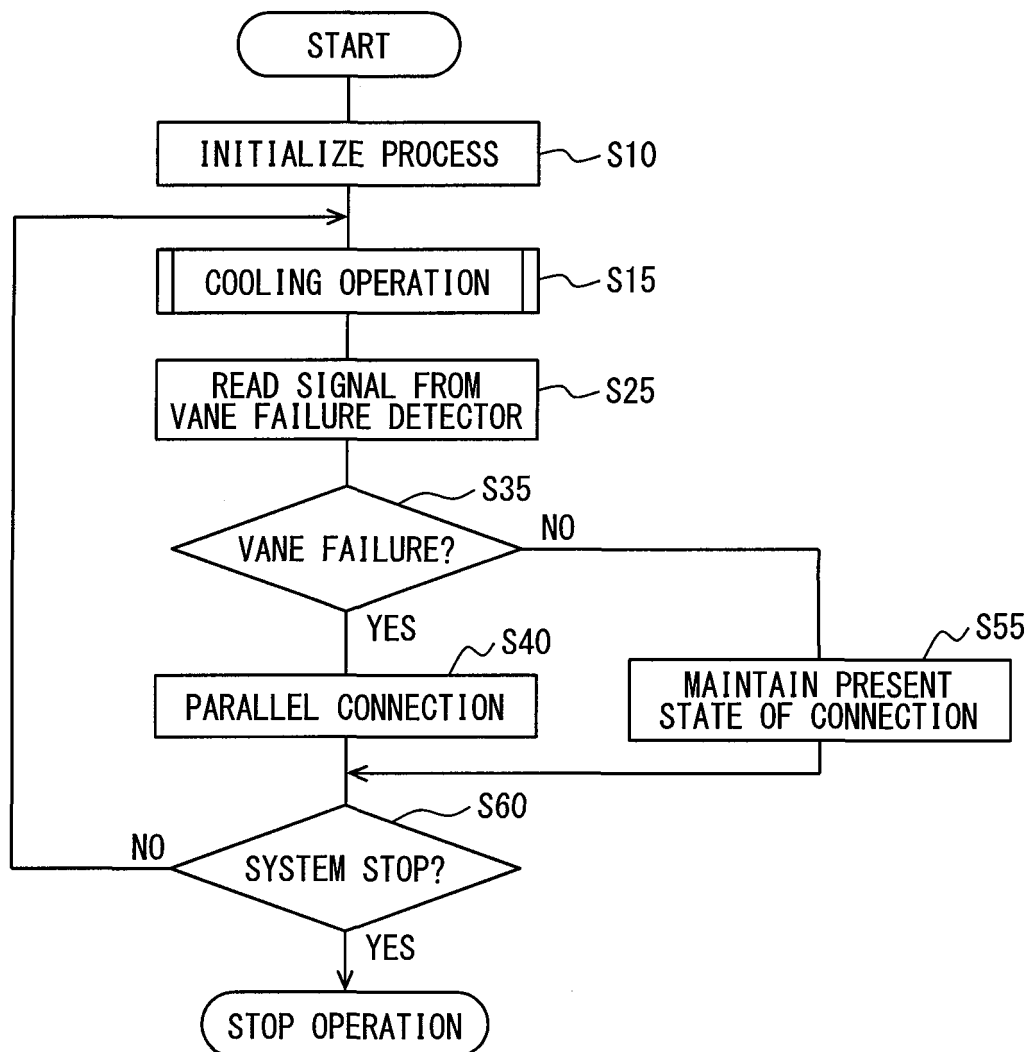 START
INITIALIZE PROCESS
S10
COOLING OPERATION
S15
READ SIGNAL FROM
VANE FAILURE DETECTOR
S25
S35
VANE FAILURE?
NO
YES
S40
PARALLEL CONNECTION
S55
MAINTAIN PRESENT
STATE OF CONNECTION
S60
NO
SYSTEM STOP?
YES
STOP OPERATION